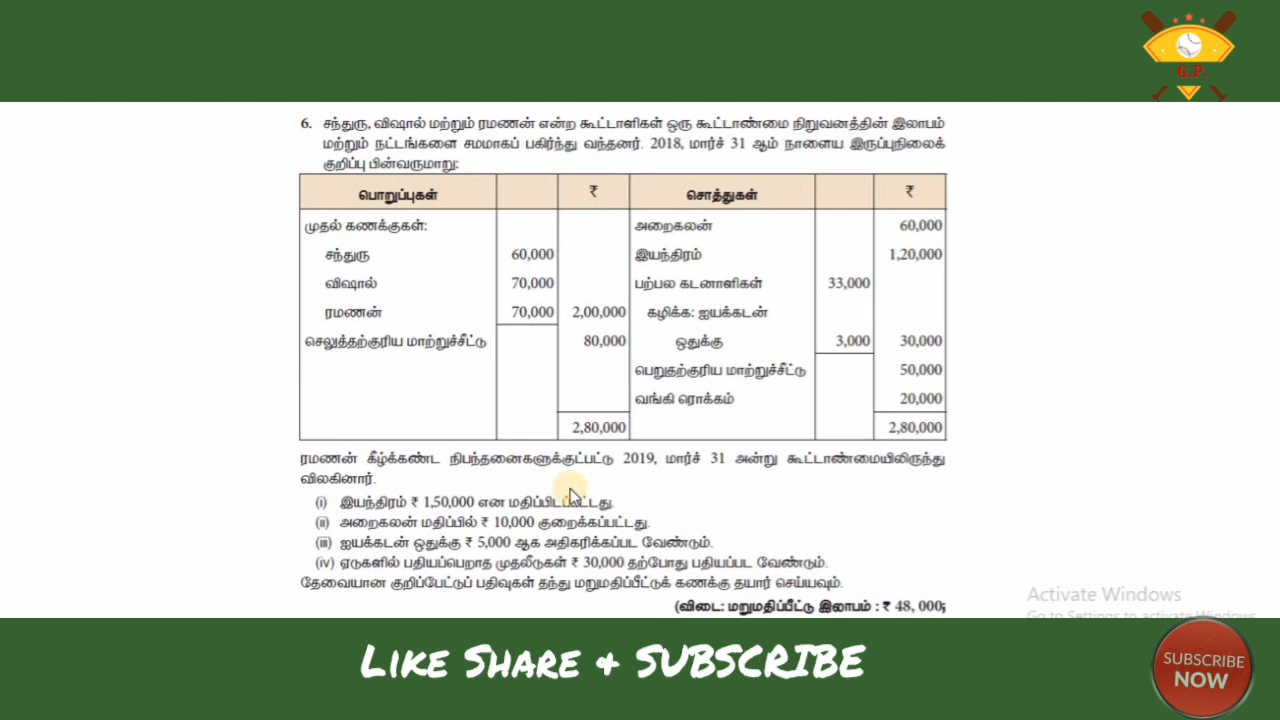 G.P.
6. சந்துரு, விஷால் மற்றும் ரமணன் என்ற கூட்டாளிகள் ஒரு கூட்டாண்மை நிறுவனத்தின் இலாபம்
மற்றும் நட்டங்களை சமமாகப் பகிர்ந்து வந்தனர். 2018, மார்ச் 31 ஆம் நாளைய இருப்புநிலைக்
குறிப்பு பின்வருமாறு:
பொறுப்புகள் ₹ சொத்துகள் ₹
முதல் கணக்குகள்: அறைகலன் 60,000
சந்துரு 60,000 இயந்திரம் 1,20,000
விஷால் 70,000 பற்பல கடனாளிகள் 33,000
ரமணன் 70,000 2,00,000 கழிக்க: ஐயக்கடன்
செலுத்தற்குரிய மாற்றுச்சீட்டு 80,000 ஒதுக்கு 3,000 30,000
பெறுதற்குரிய மாற்றுச்சீட்டு 50,000
வங்கி ரொக்கம் 20,000
2,80,000 2,80,000
ரமணன் கீழ்க்கண்ட நிபந்தனைகளுக்குட்பட்டு 2019, மார்ச் 31 அன்று கூட்டாண்மையிலிருந்து
விலகினார்.
(i) இயந்திரம் ₹ 1,50,000 என மதிப்பிடப்பட்டது.
(ii) அறைகலன் மதிப்பில் ₹ 10,000 குறைக்கப்பட்டது.
(iii) ஐயக்கடன் ஒதுக்கு ₹ 5,000 ஆக அதிகரிக்கப்பட வேண்டும்.
(iv) ஏடுகளில் பதியப்பெறாத முதலீடுகள் ₹ 30,000 தற்போது பதியப்பட வேண்டும்.
தேவையான குறிப்பேட்டுப் பதிவுகள் தந்து மறுமதிப்பீட்டுக் கணக்கு தயார் செய்யவும்.
(விடை: மறுமதிப்பீட்டு இலாபம் : ₹ 48, 000;
Activate Windows
Go to Settings to activate Windows.
LIKE SHARE & SUBSCRIBE
SUBSCRIBE
NOW